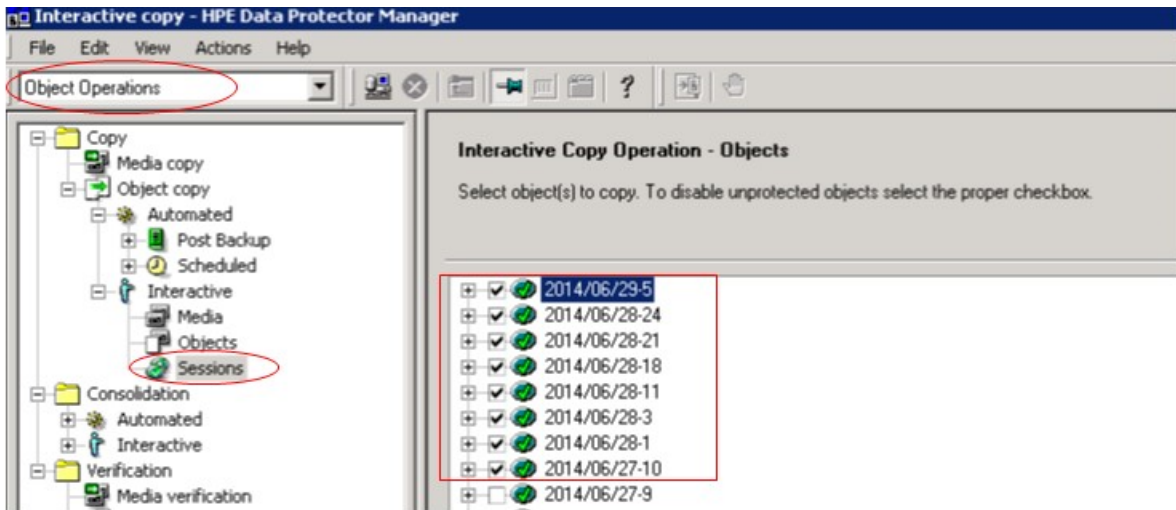 Interactive copy - HPE Data Protector Manager
File Edit View Actions Help
Object Operations
Copy
Media copy
Object copy
Automated
Post Backup
Scheduled
Interactive
Media
Objects
Sessions
Consolidation
Automated
Interactive
Verification
Media verification
Interactive Copy Operation - Objects
Select object(s) to copy. To disable unprotected objects select the proper checkbox.
2014/06/29-5
2014/06/28-24
2014/06/28-21
2014/06/28-18
2014/06/28-11
2014/06/28-3
2014/06/28-1
2014/06/27-10
2014/06/27-9